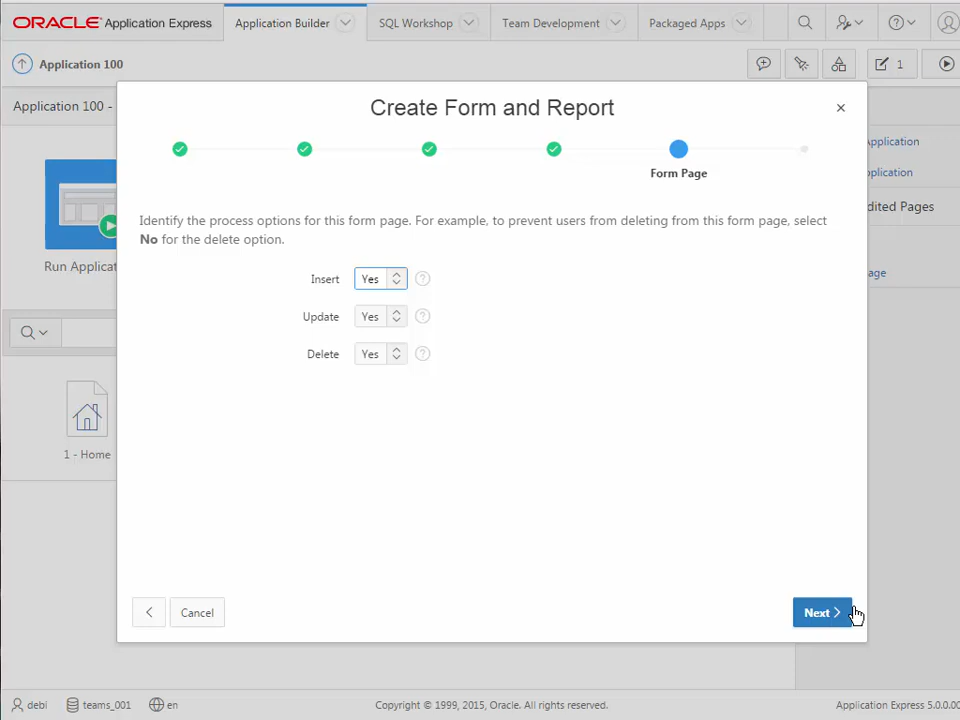 ORACLE Application Express
Application Builder
SQL Workshop
Team Development
Packaged Apps
Application 100
1
Application 100 -
Create Form and Report
Form Page
Identify the process options for this form page. For example, to prevent users from deleting from this form page, select
No for the delete option.
Insert Yes ?
Update Yes ?
Delete Yes ?
Run Applicat
1 - Home
Application
plication
dited Pages
age
Cancel
Next
debi teams_001 en
Copyright © 1999, 2015, Oracle. All rights reserved.
Application Express 5.0.0.00